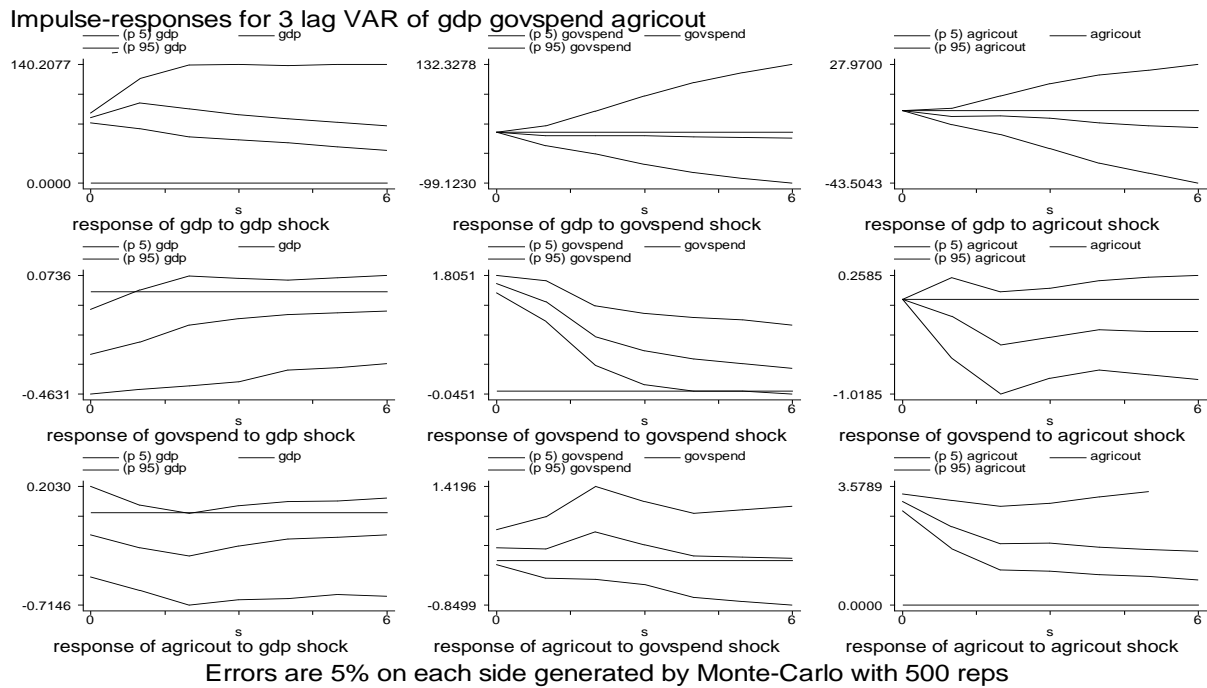 Impulse-responses for 3 lag VAR of gdp govspend agricout
(p 5) gdp gdp
(p 95) gdp
140.2077
0.0000
0 6
s
response of gdp to gdp shock
(p 5) govspend govspend
(p 95) govspend
132.3278
-99.1230
0 6
s
response of gdp to govspend shock
(p 5) agricout agricout
(p 95) agricout
27.9700
-43.5043
0 6
s
response of gdp to agricout shock
(p 5) gdp gdp
(p 95) gdp
0.0736
-0.4631
0 6
s
response of govspend to gdp shock
(p 5) govspend govspend
(p 95) govspend
1.8051
-0.0451
0 6
s
response of govspend to govspend shock
(p 5) agricout agricout
(p 95) agricout
0.2585
-1.0185
0 6
s
response of govspend to agricout shock
(p 5) gdp gdp
(p 95) gdp
0.2030
-0.7146
0 6
s
response of agricout to gdp shock
(p 5) govspend govspend
(p 95) govspend
1.4196
-0.8499
0 6
s
response of agricout to govspend shock
(p 5) agricout agricout
(p 95) agricout
3.5789
0.0000
0 6
s
response of agricout to agricout shock
Errors are 5% on each side generated by Monte-Carlo with 500 reps